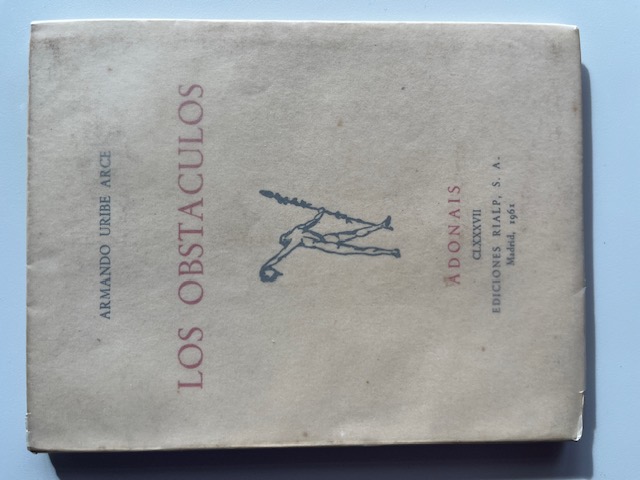 ARMANDO URIBE ARCE
LOS OBSTACULOS
ADONAIS
CLXXXVII
EDICIONES RIALP, S. A.
Madrid, 1961